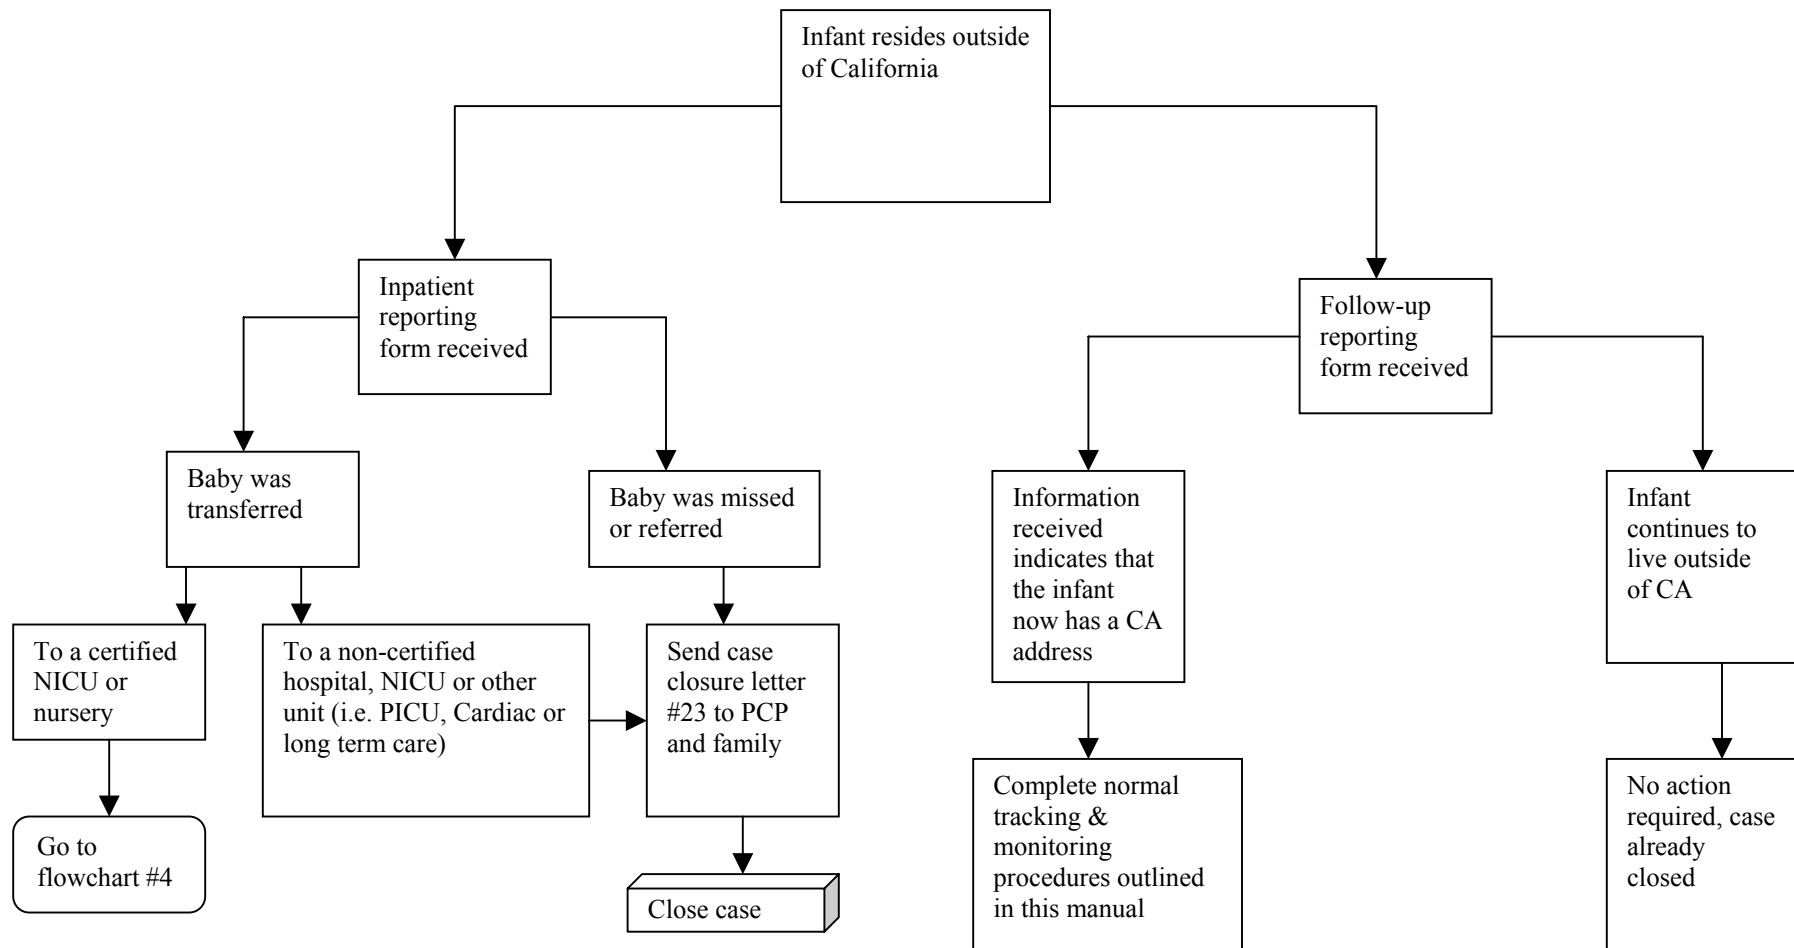 Infant resides outside
of California
Inpatient
reporting
form received
Follow-up
reporting
form received
Baby was
transferred
Baby was missed
or referred
Information
received
indicates that
the infant
now has a CA
address
Infant
continues to
live outside
of CA
To a certified
NICU or
nursery
To a non-certified
hospital, NICU or other
unit (i.e. PICU, Cardiac or
long term care)
Send case
closure letter
#23 to PCP
and family
Complete normal
tracking &
monitoring
procedures outlined
in this manual
No action
required, case
already
closed
Go to
flowchart #4
Close case